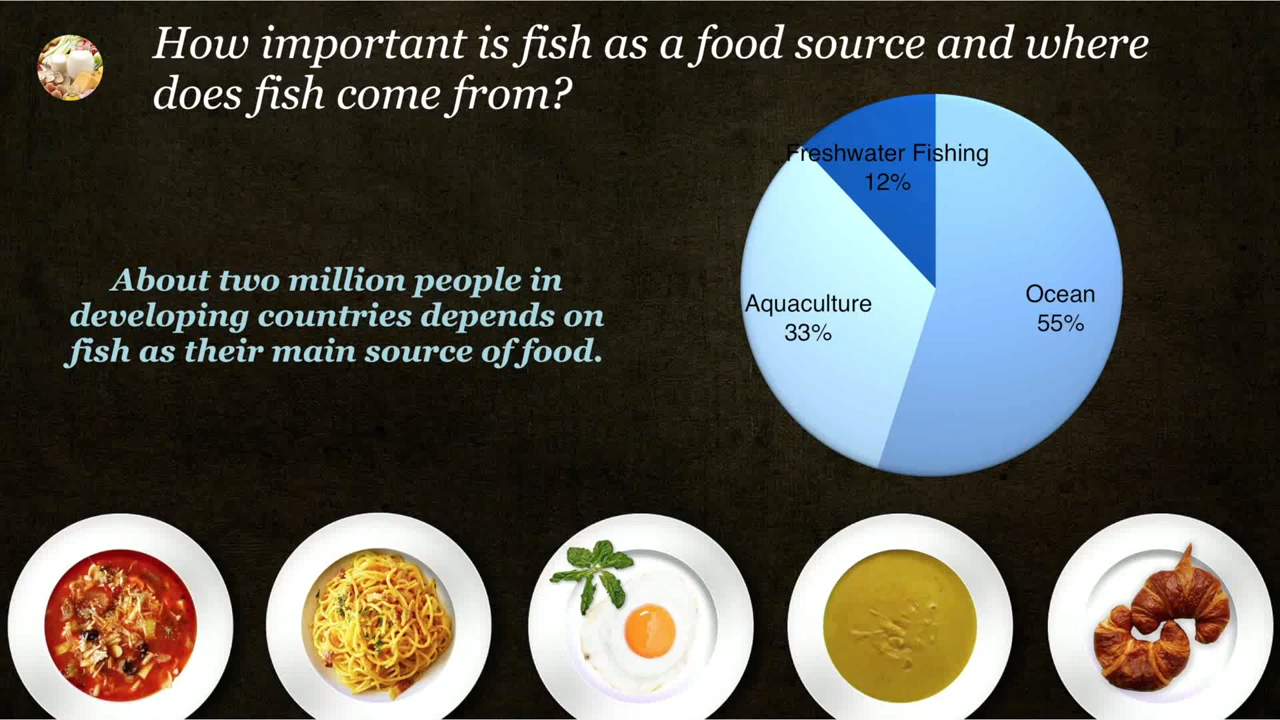 How important is fish as a food source and where
does fish come from?
Freshwater Fishing
12%
About two million people in
developing countries depends on
fish as their main source of food.
Aquaculture
33%
Ocean
55%